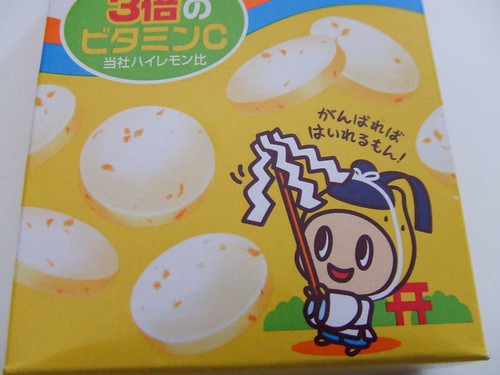 3倍の
ビタミンC
当社ハイレモン比
がんばれば
はいれるもん!